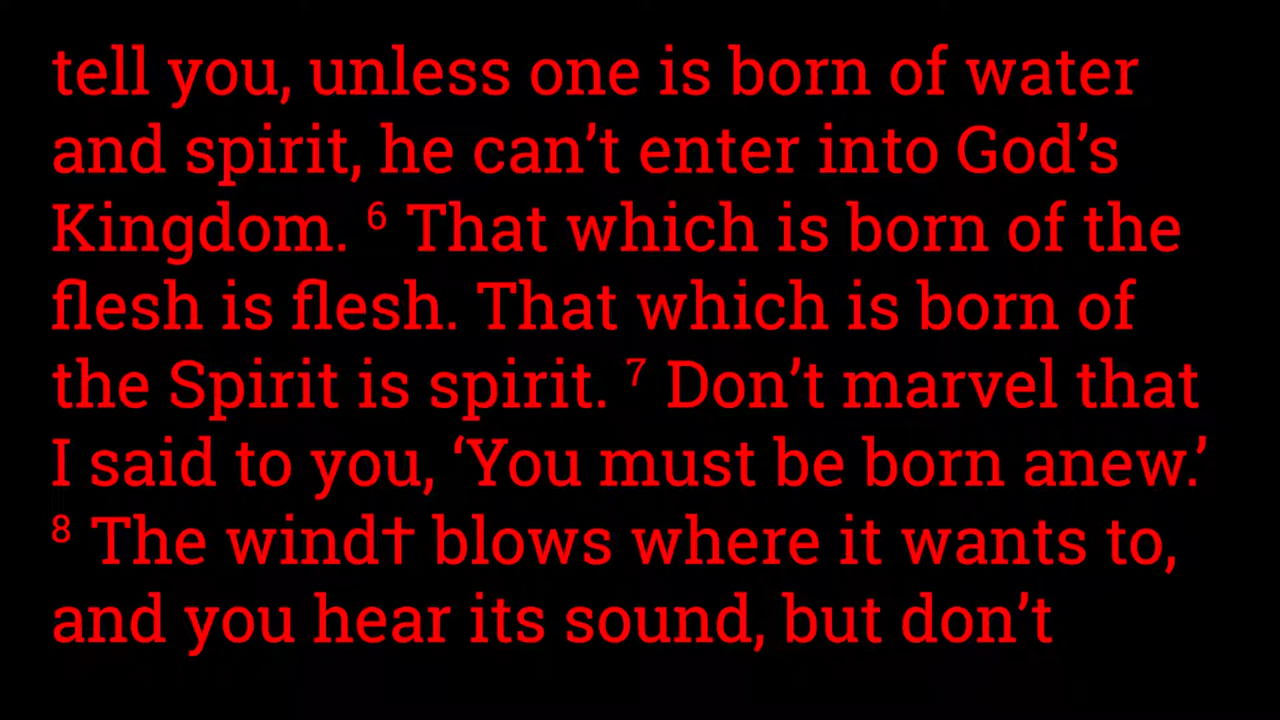 tell you, unless one is born of water
and spirit, he can’t enter into God’s
Kingdom. ⁶ That which is born of the
flesh is flesh. That which is born of
the Spirit is spirit. ⁷ Don’t marvel that
I said to you, ‘You must be born anew.’
⁸ The wind† blows where it wants to,
and you hear its sound, but don’t